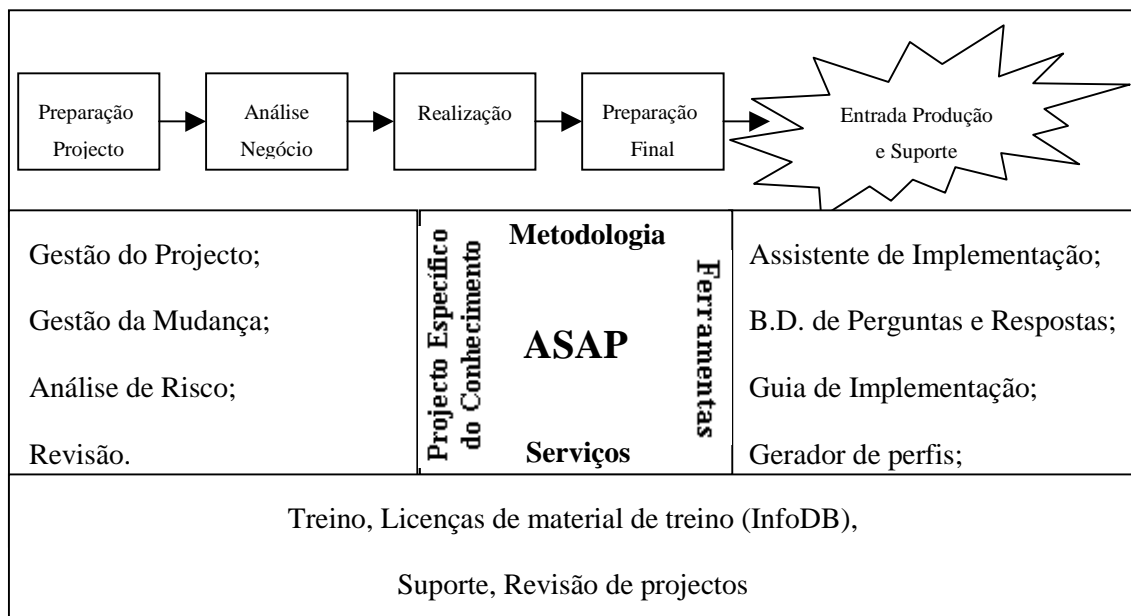 Preparação
Projecto
Análise
Negócio
Realização
Preparação
Final
Entrada Produção
e Suporte
Gestão do Projecto;
Gestão da Mudança;
Análise de Risco;
Revisão.
Projecto Específico
do Conhecimento
Metodologia
ASAP
Serviços
Ferramentas
Assistente de Implementação;
B.D. de Perguntas e Respostas;
Guia de Implementação;
Gerador de perfis;
Treino, Licenças de material de treino (InfoDB),
Suporte, Revisão de projectos